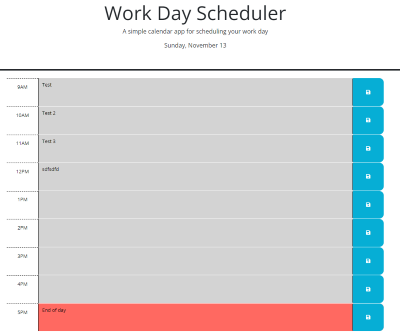 Work Day Scheduler
A simple calendar app for scheduling your work day
Sunday, November 13
9AM Test
10AM Test 2
11AM Test 3
12PM sdfsdfd
1PM
2PM
3PM
4PM
5PM End of day